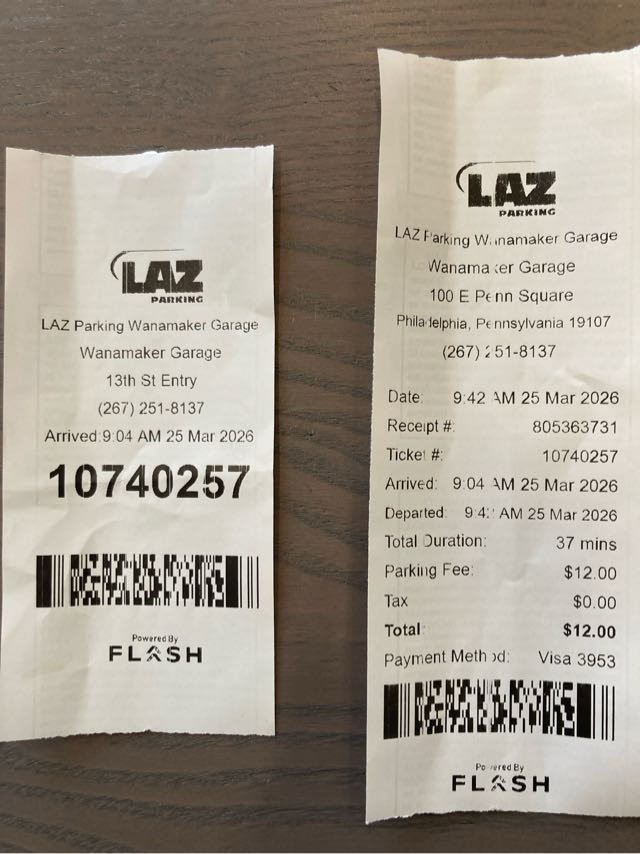 LAZ
PARKING
LAZ Parking Wanamaker Garage
Wanamaker Garage
13th St Entry
(267) 251-8137
Arrived:9:04 AM 25 Mar 2026
10740257
Powered By
FLASH
LAZ
PARKING
LAZ Parking Wanamaker Garage
Wanamaker Garage
100 E Penn Square
Philadelphia, Pennsylvania 19107
(267) 251-8137
Date: 9:42 AM 25 Mar 2026
Receipt #: 805363731
Ticket #: 10740257
Arrived: 9:04 AM 25 Mar 2026
Departed: AM 25 Mar 2026
Total Duration: 37 mins
Parking Fee: $12.00
Tax $0.00
Total: $12.00
Payment Method: Visa 3953
Powered By
FLASH